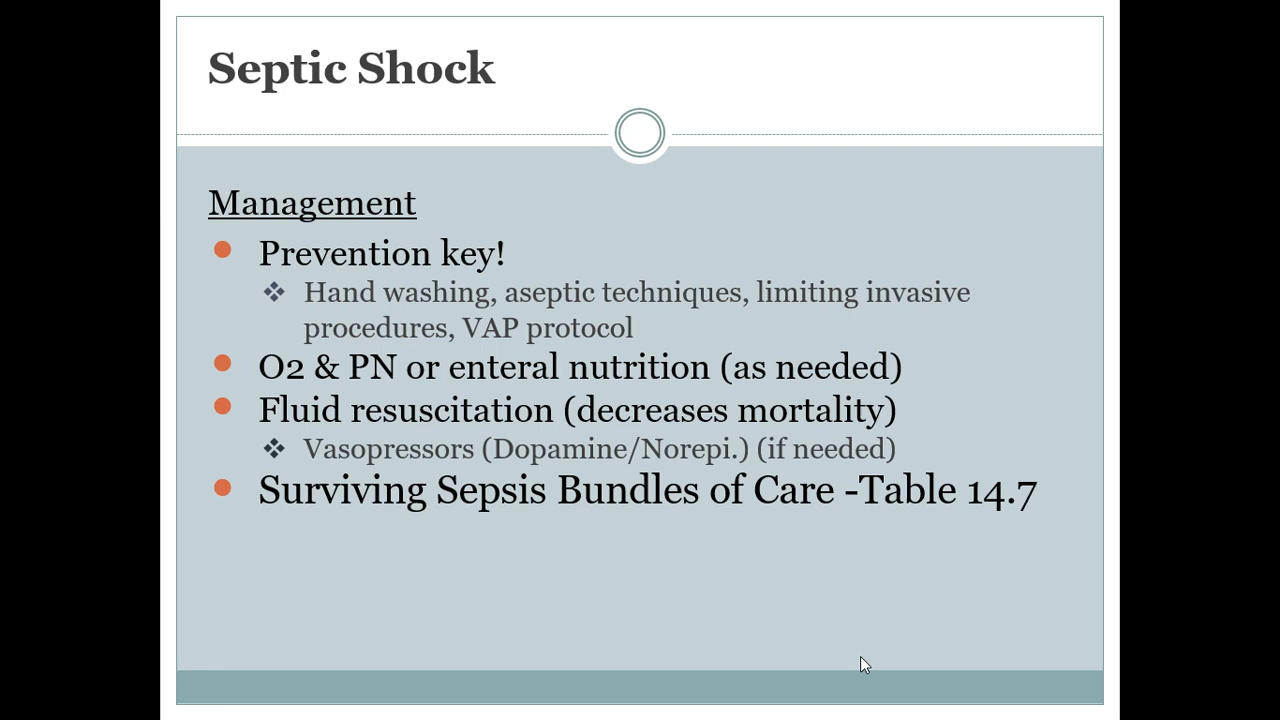 Septic Shock
Management
Prevention key!
Hand washing, aseptic techniques, limiting invasive
procedures, VAP protocol
O2 & PN or enteral nutrition (as needed)
Fluid resuscitation (decreases mortality)
Vasopressors (Dopamine/Norepi.) (if needed)
Surviving Sepsis Bundles of Care -Table 14.7